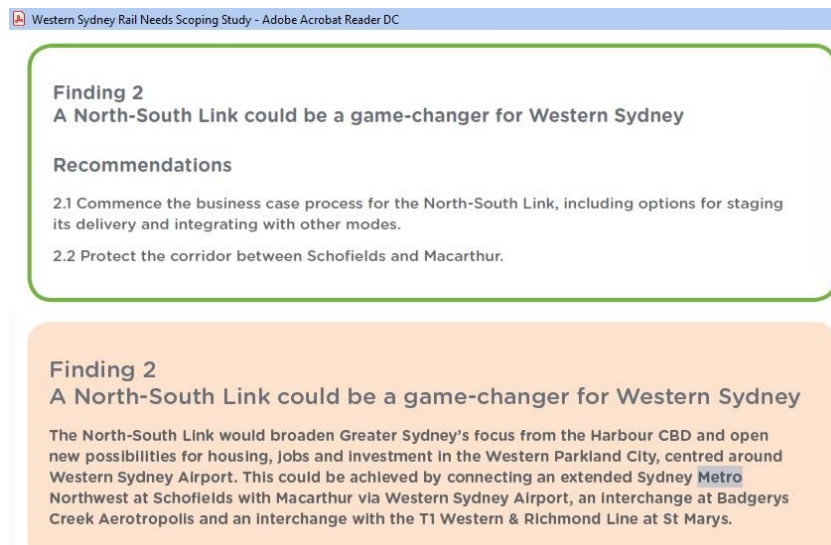 Western Sydney Rail Needs Scoping Study - Adobe Acrobat Reader DC
Finding 2
A North-South Link could be a game-changer for Western Sydney
Recommendations
2.1 Commence the business case process for the North-South Link, including options for staging
its delivery and integrating with other modes.
2.2 Protect the corridor between Schofields and Macarthur.
Finding 2
A North-South Link could be a game-changer for Western Sydney
The North-South Link would broaden Greater Sydney's focus from the Harbour CBD and open
new possibilities for housing, jobs and investment in the Western Parkland City, centred around
Western Sydney Airport. This could be achieved by connecting an extended Sydney Metro
Northwest at Schofields with Macarthur via Western Sydney Airport, an interchange at Badgerys
Creek Aerotropolis and an interchange with the T1 Western & Richmond Line at St Marys.